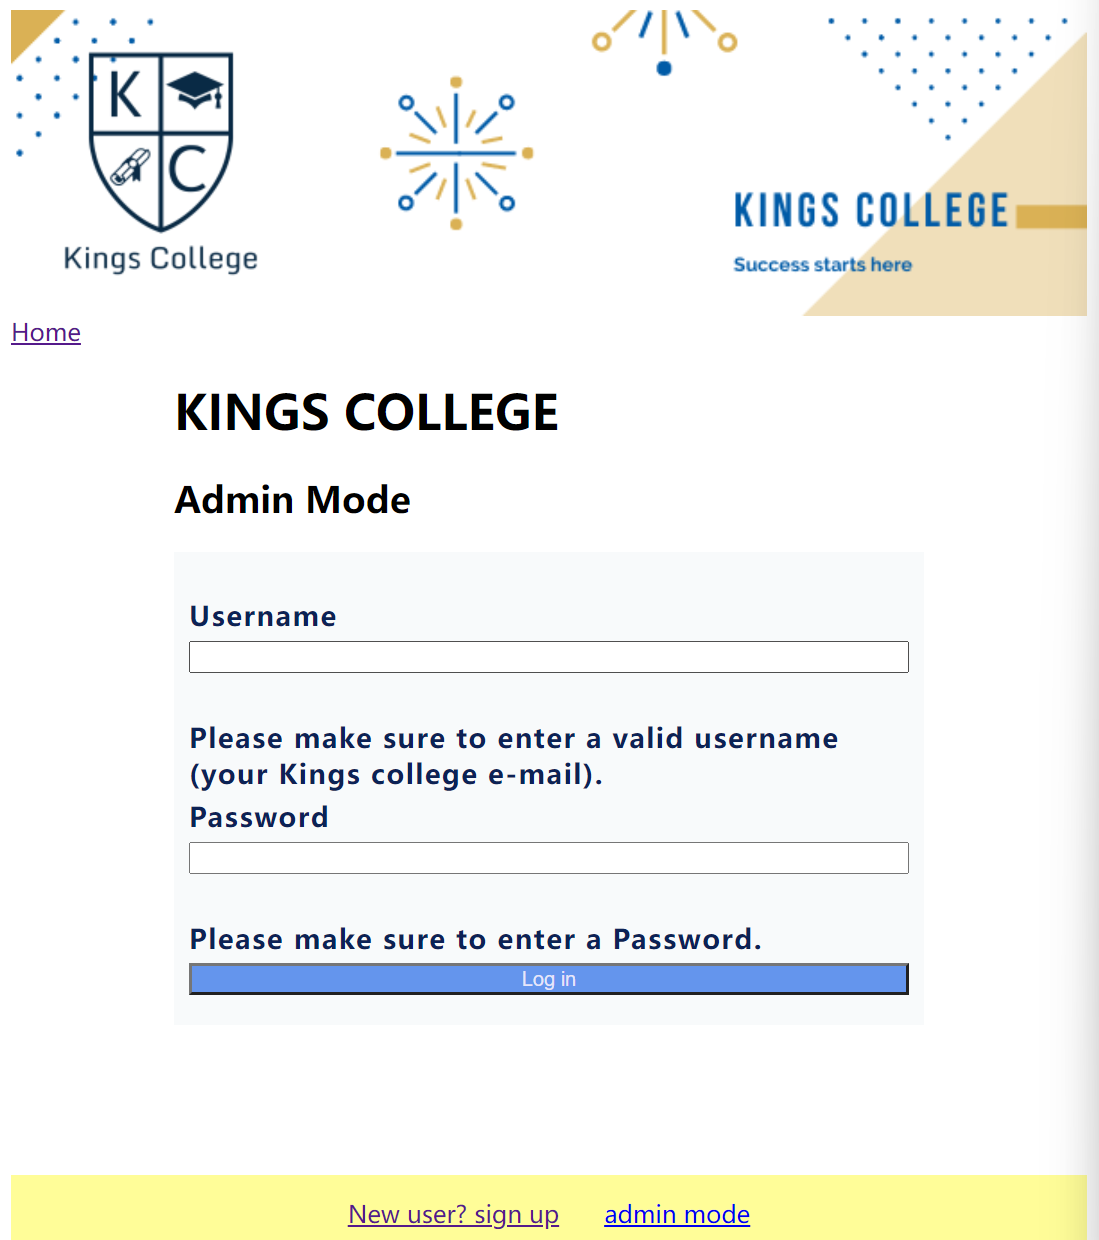 K
C
Kings College
KINGS COLLEGE
Success starts here
Home
KINGS COLLEGE
Admin Mode
Username
Please make sure to enter a valid username
(your Kings college e-mail).
Password
Please make sure to enter a Password.
Log in
New user? sign up admin mode